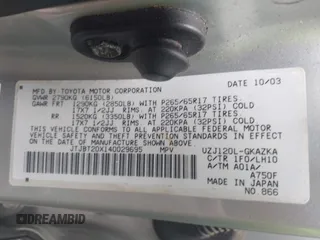 MFD BY: TOYOTA MOTOR CORPORATION DATE 10/03
GVWR 2790KG (6150LB)
GAWR FRT 1290KG (2850LB) WITH P265/65R17 TIRES,
17X7 1/2JJ RIMS, AT 220KPA (32PSI) COLD
RR 1520KG (3350LB) WITH P265/65R17 TIRES,
17X7 1/2JJ RIMS, AT 220KPA (32PSI) COLD
THIS VEHICLE CONFORMS TO ALL APPLICABLE
FEDERAL MOTOR VEHICLE SAFETY
STANDARDS IN EFFECT ON THE DATE OF
MANUFACTURE SHOWN ABOVE.
JTJBT20X140029695 MPV
UZJ120L-GKAZKA
C/TR 1F0/LH10
A/TM A01A/
A750F
MADE IN JAPAN
NO. 866
DREAMBID